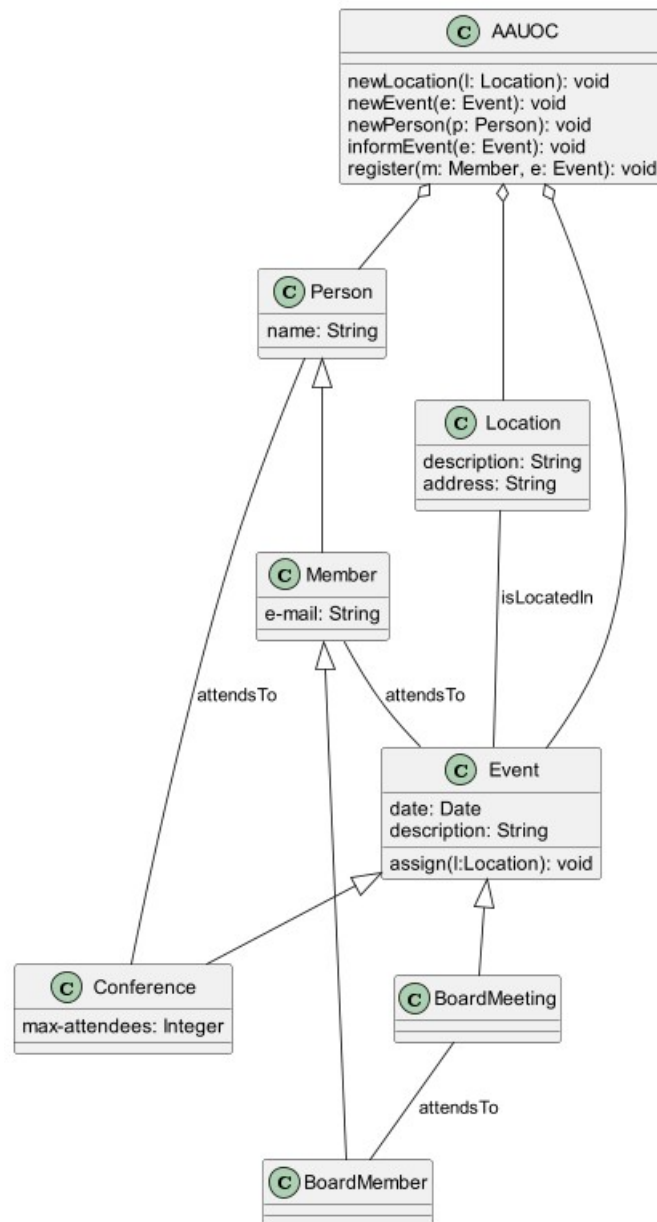 C AAUOC
newLocation(l: Location): void
newEvent(e: Event): void
newPerson(p: Person): void
informEvent(e: Event): void
register(m: Member, e: Event): void
C Person
name: String
C Location
description: String
address: String
C Member
e-mail: String
isLocatedIn
attendsTo
attendsTo
C Event
date: Date
description: String
assign(l:Location): void
C Conference
max-attendees: Integer
C BoardMeeting
attendsTo
C BoardMember